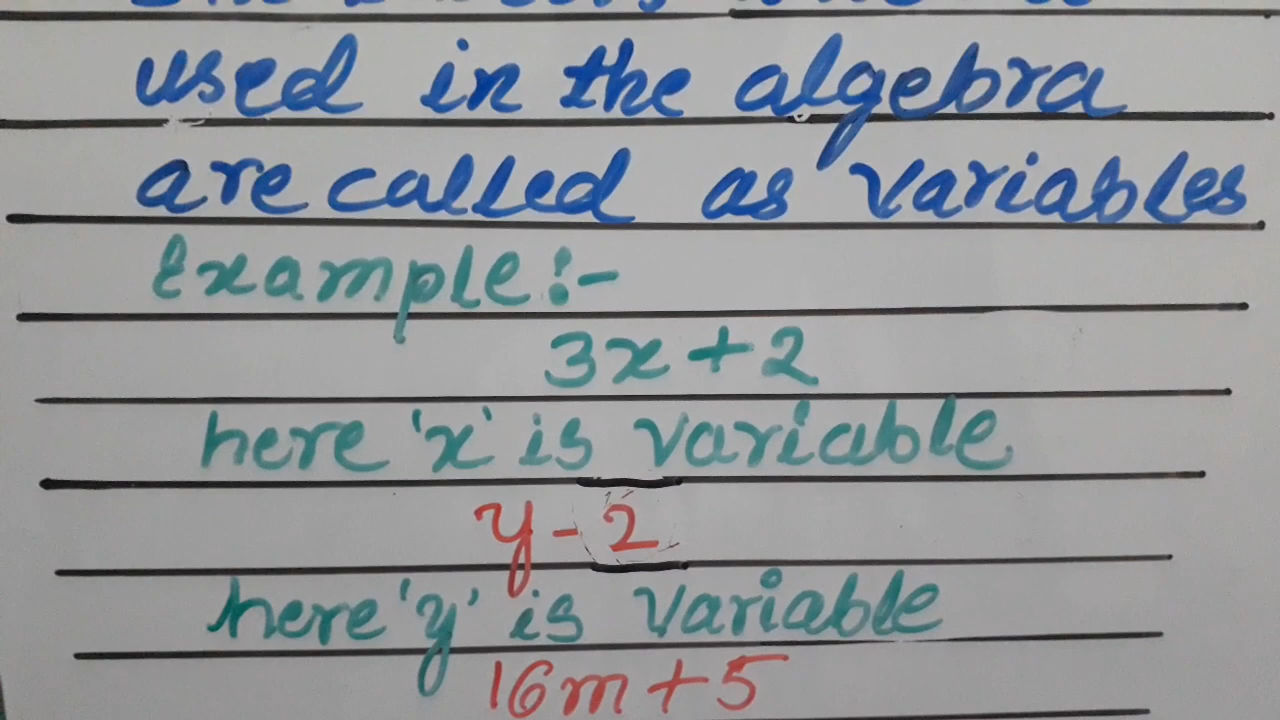 used in the algebra
are called as variables
Example:-
3x+2
here 'x' is variable
y-2
here 'y' is variable
16m+5